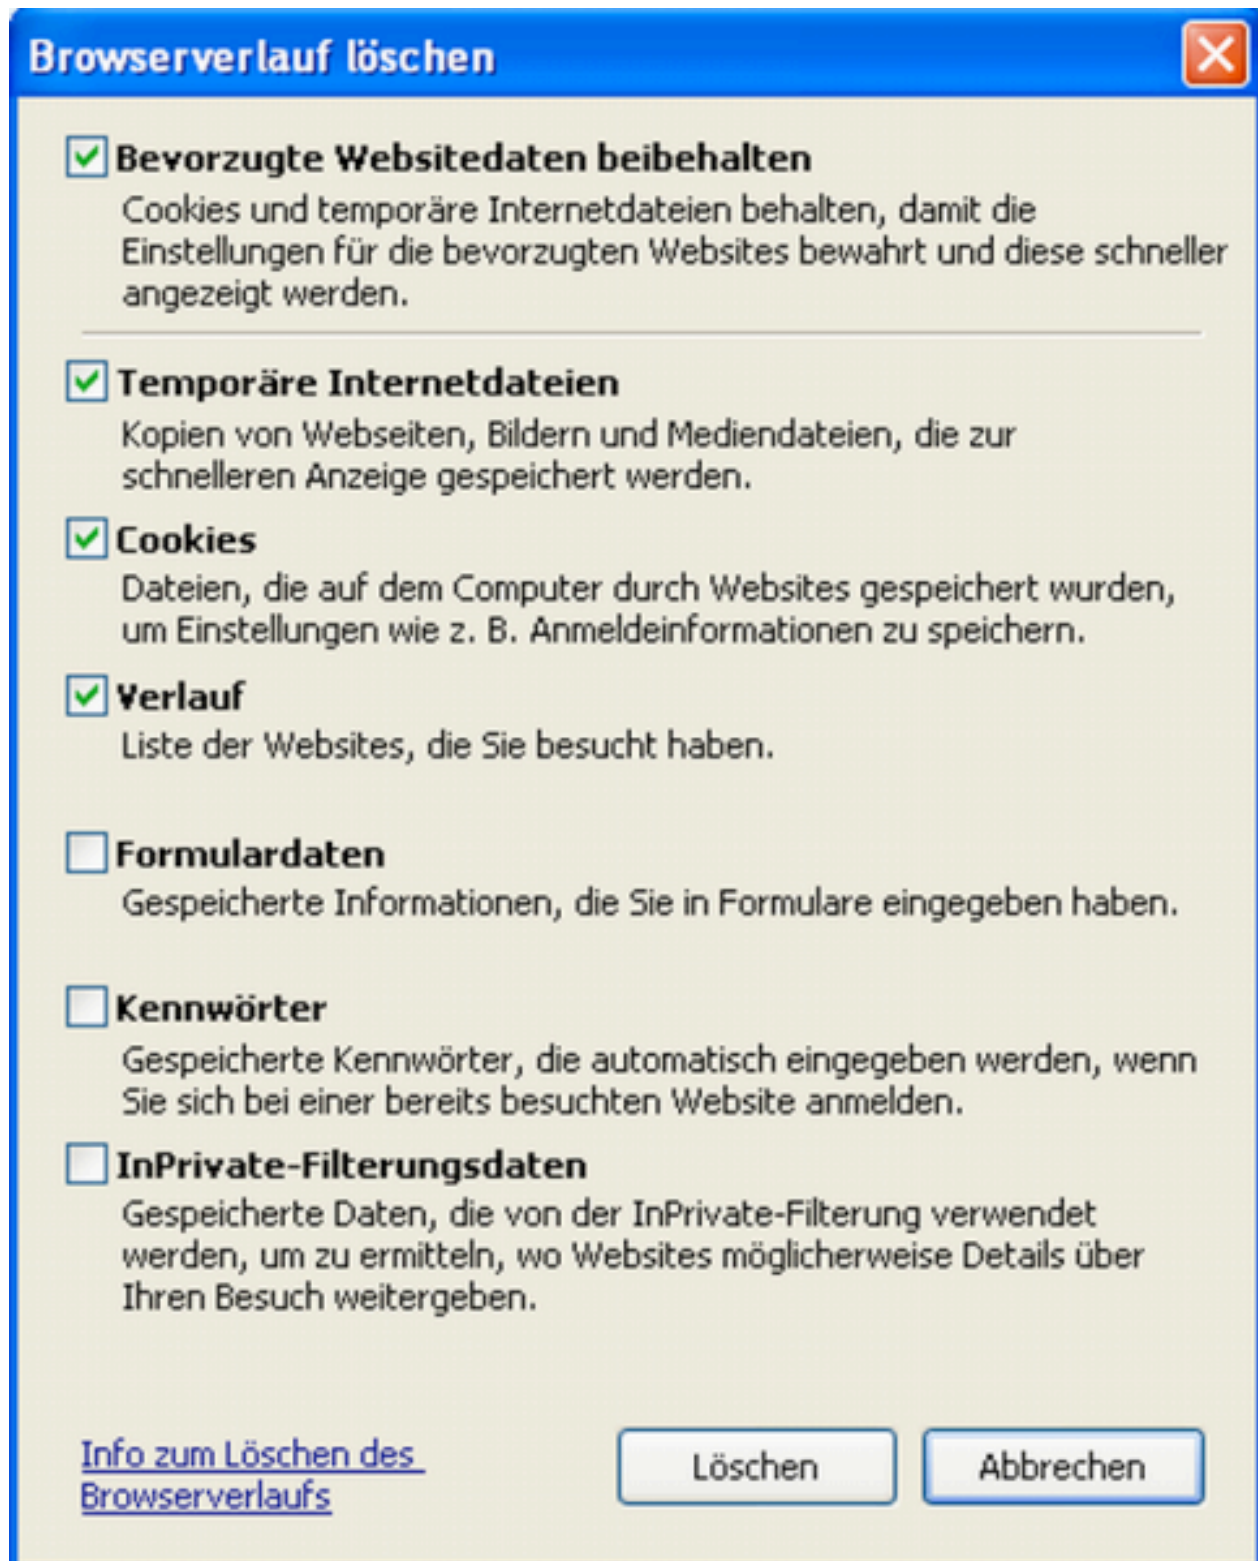 Browserverlauf löschen
Bevorzugte Websitedaten beibehalten
Cookies und temporäre Internetdateien behalten, damit die
Einstellungen für die bevorzugten Websites bewahrt und diese schneller
angezeigt werden.
Temporäre Internetdateien
Kopien von Webseiten, Bildern und Mediendateien, die zur
schnelleren Anzeige gespeichert werden.
Cookies
Dateien, die auf dem Computer durch Websites gespeichert wurden,
um Einstellungen wie z. B. Anmeldeinformationen zu speichern.
Verlauf
Liste der Websites, die Sie besucht haben.
Formulardaten
Gespeicherte Informationen, die Sie in Formulare eingegeben haben.
Kennwörter
Gespeicherte Kennwörter, die automatisch eingegeben werden, wenn
Sie sich bei einer bereits besuchten Website anmelden.
InPrivate-Filterungsdaten
Gespeicherte Daten, die von der InPrivate-Filterung verwendet
werden, um zu ermitteln, wo Websites möglicherweise Details über
Ihren Besuch weitergeben.
Info zum Löschen des
Browserverlaufs
Löschen
Abbrechen